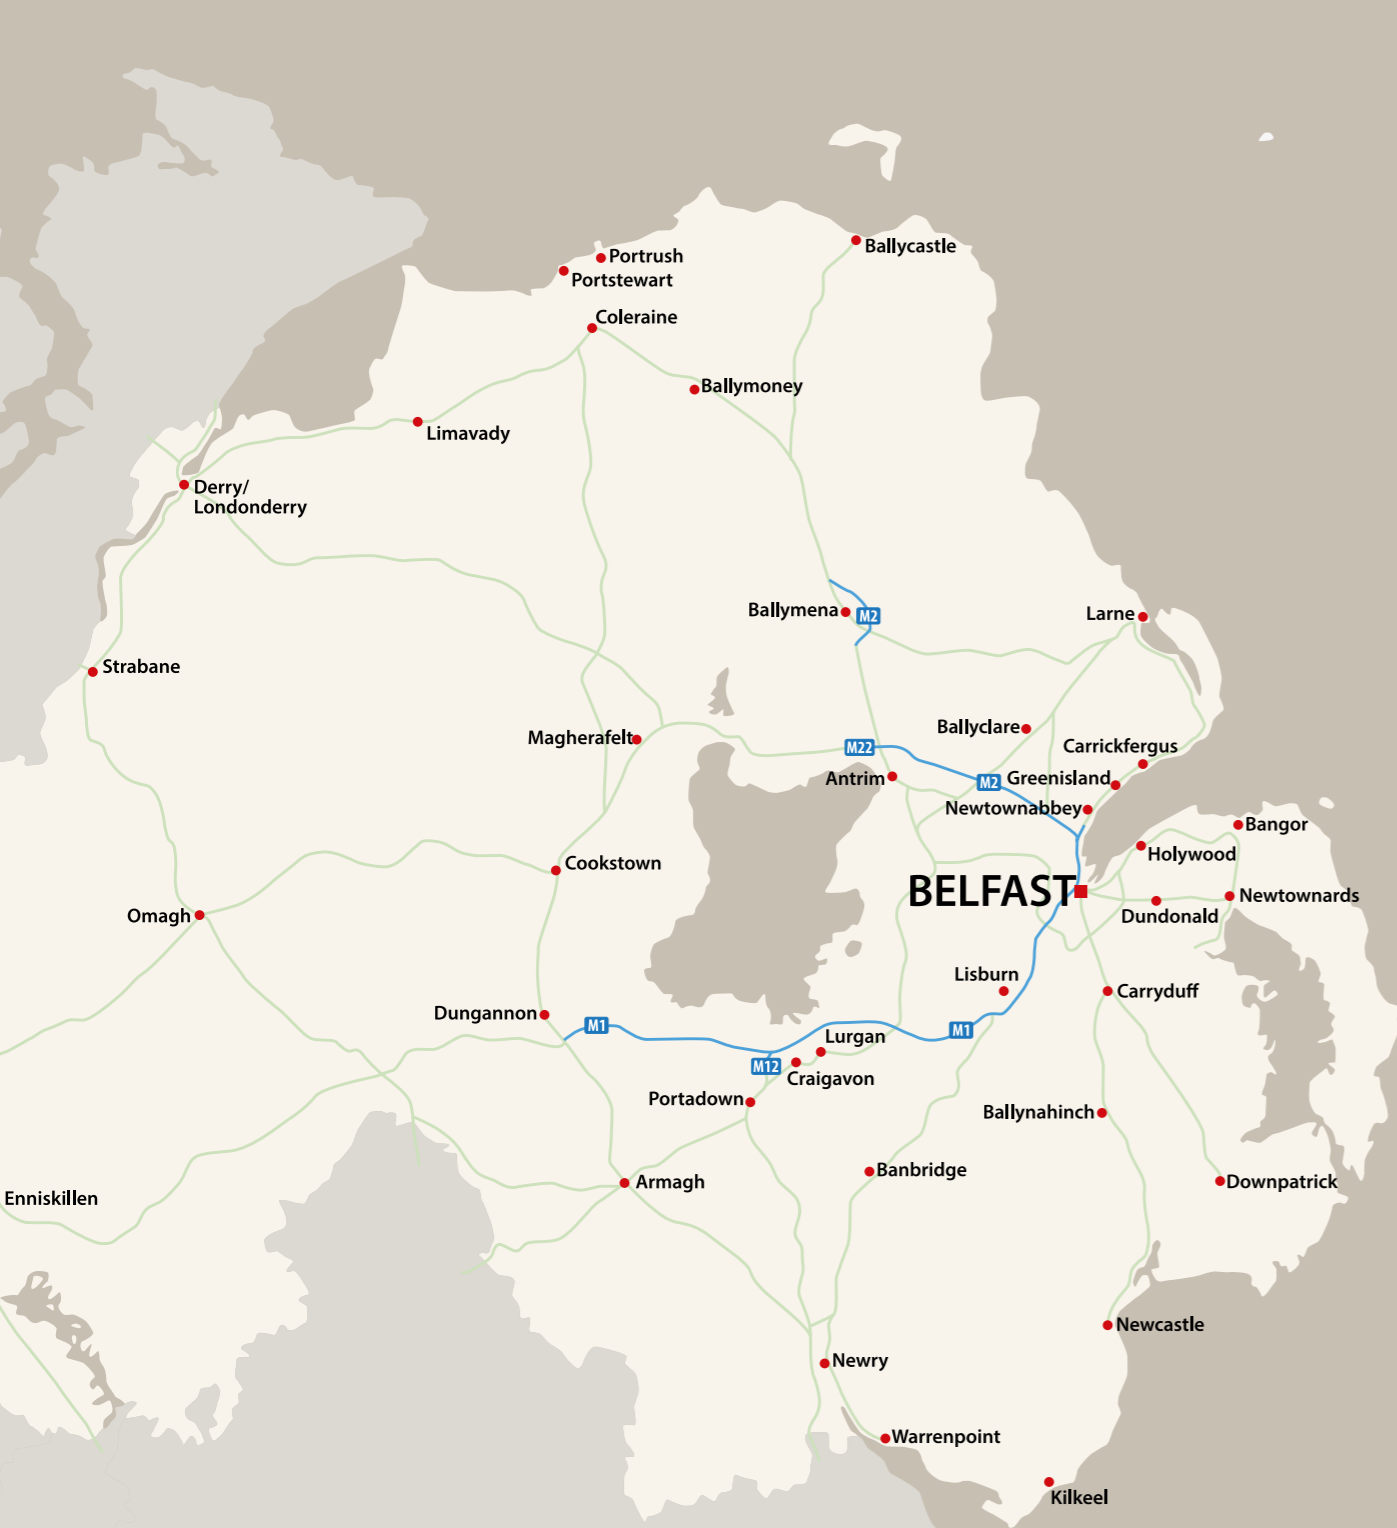 Ballycastle
Portrush
Portstewart
Coleraine
Ballymoney
Limavady
Derry/
Londonderry
Ballymena
M2
Larne
Strabane
Magherafelt
Ballyclare
M22
Carrickfergus
Antrim
M2
Greenisland
Newtownabbey
Bangor
Holywood
Cookstown
BELFAST
Newtownards
Omagh
Dundonald
Lisburn
Carryduff
Dungannon
M1
M1
Lurgan
M12
Craigavon
Portadown
Ballynahinch
Banbridge
Armagh
Downpatrick
Enniskillen
Newcastle
Newry
Warrenpoint
Kilkeel